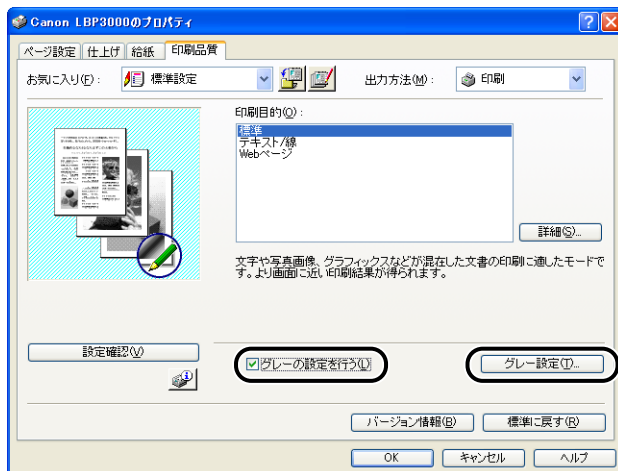 Canon LBP3000のプロパティ
ページ設定 仕上げ 給紙 印刷品質
お気に入り(F): 標準設定 出力方法(M): 印刷
印刷目的(O):
標準
テキスト/線
Webページ
詳細(S)...
文字や写真画像、グラフィックスなどが混在した文書の印刷に適したモードで
す。より画面に近い印刷結果が得られます。
設定確認(V)
グレーの設定を行う(L) グレー設定(T)...
バージョン情報(B) 標準に戻す(R)
OK キャンセル ヘルプ